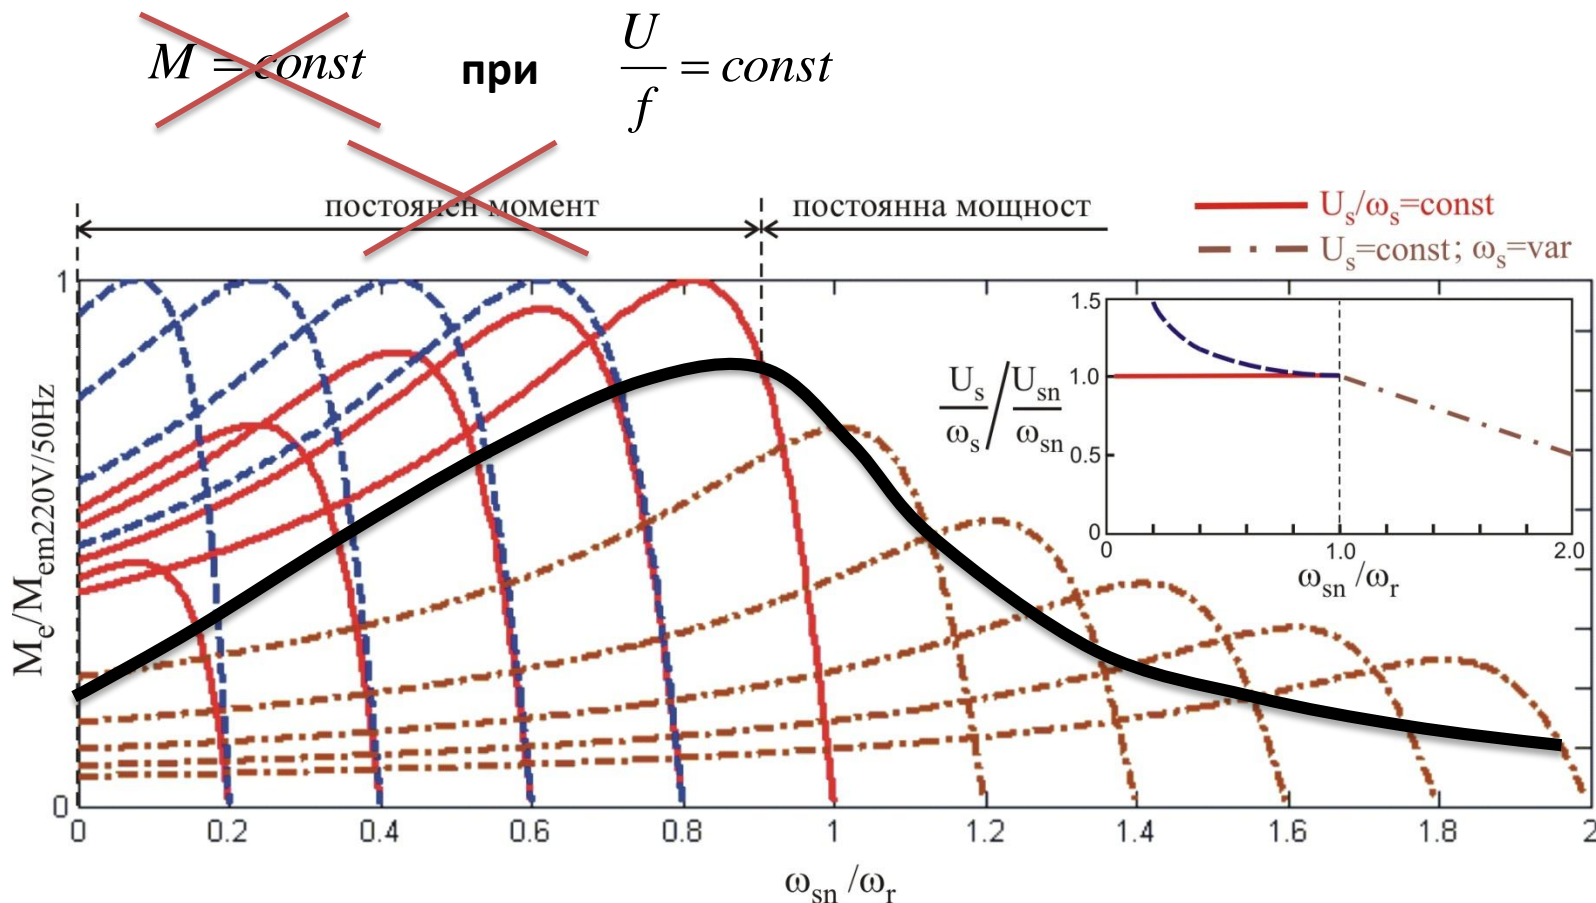 M = const при U/f = const
постоянен момент постоянна мощност
U_s/ω_s=const
U_s=const; ω_s=var
M_e/M_em220V/50Hz
1
0
0 0.2 0.4 0.6 0.8 1 1.2 1.4 1.6 1.8 2
ω_sn /ω_r
U_s/ω_s / U_sn/ω_sn
1.5
1.0
0.5
0
0 1.0 2.0
ω_sn /ω_r